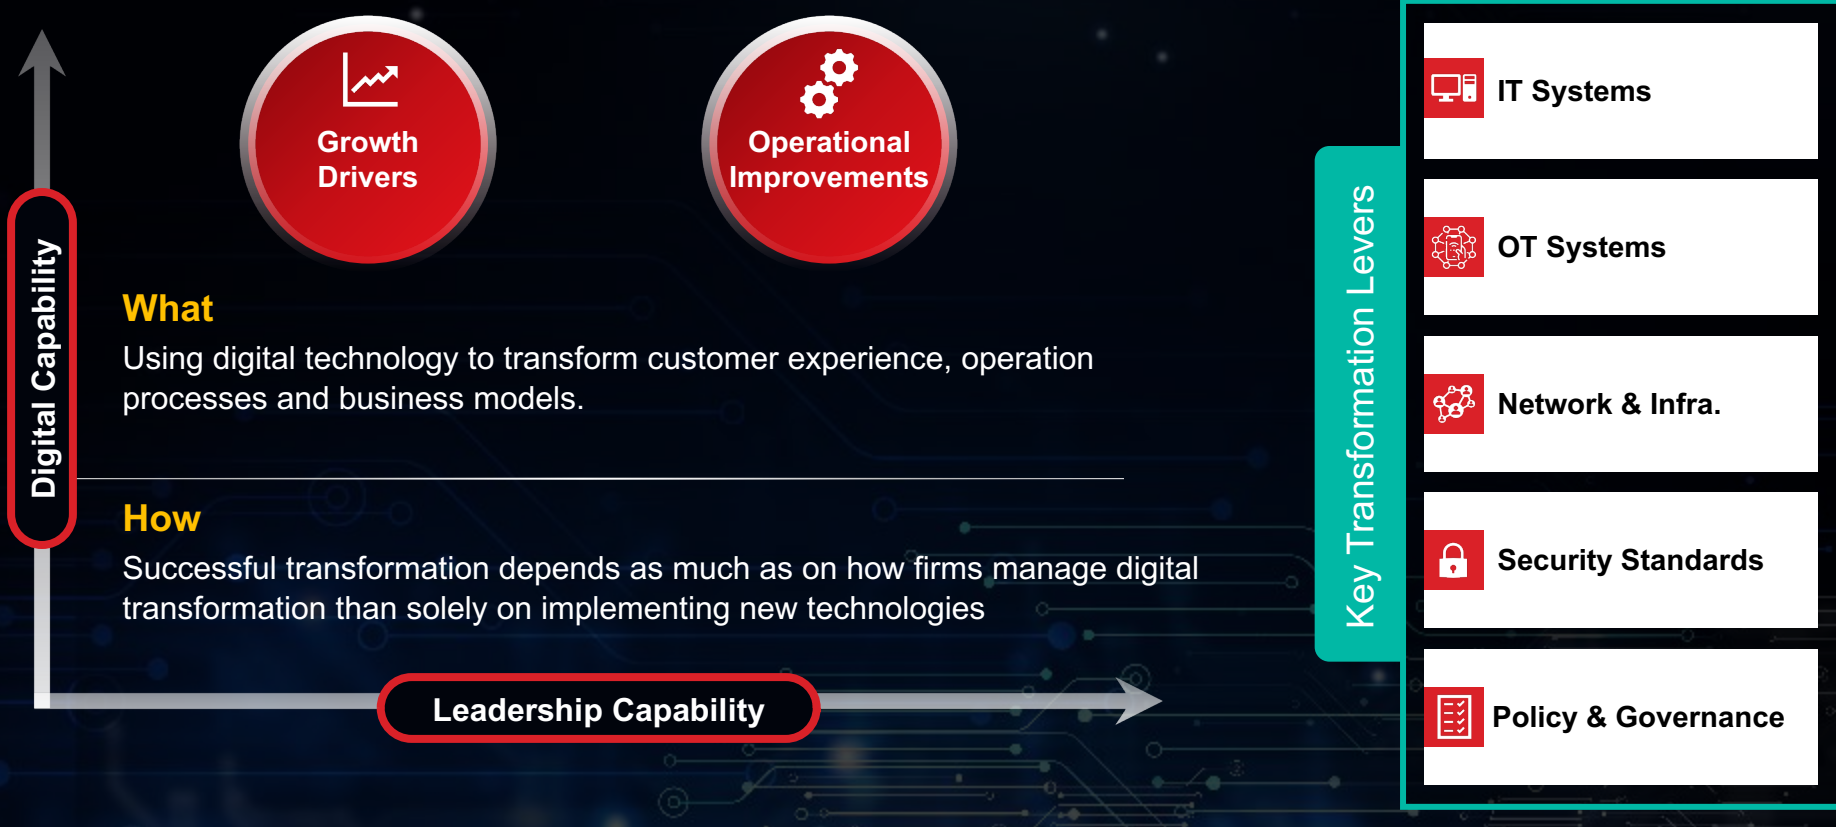 Growth
Drivers
Operational
Improvements
Digital Capability
What
Using digital technology to transform customer experience, operation
processes and business models.
How
Successful transformation depends as much as on how firms manage digital
transformation than solely on implementing new technologies
Leadership Capability
Key Transformation Levers
IT Systems
OT Systems
Network & Infra.
Security Standards
Policy & Governance